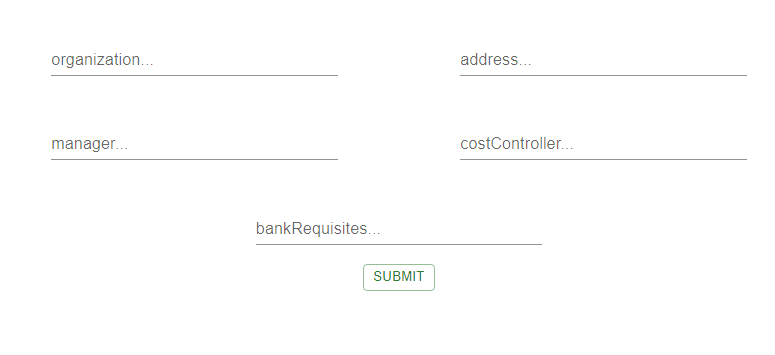 organization...
address...
manager...
costController...
bankRequisites...
SUBMIT